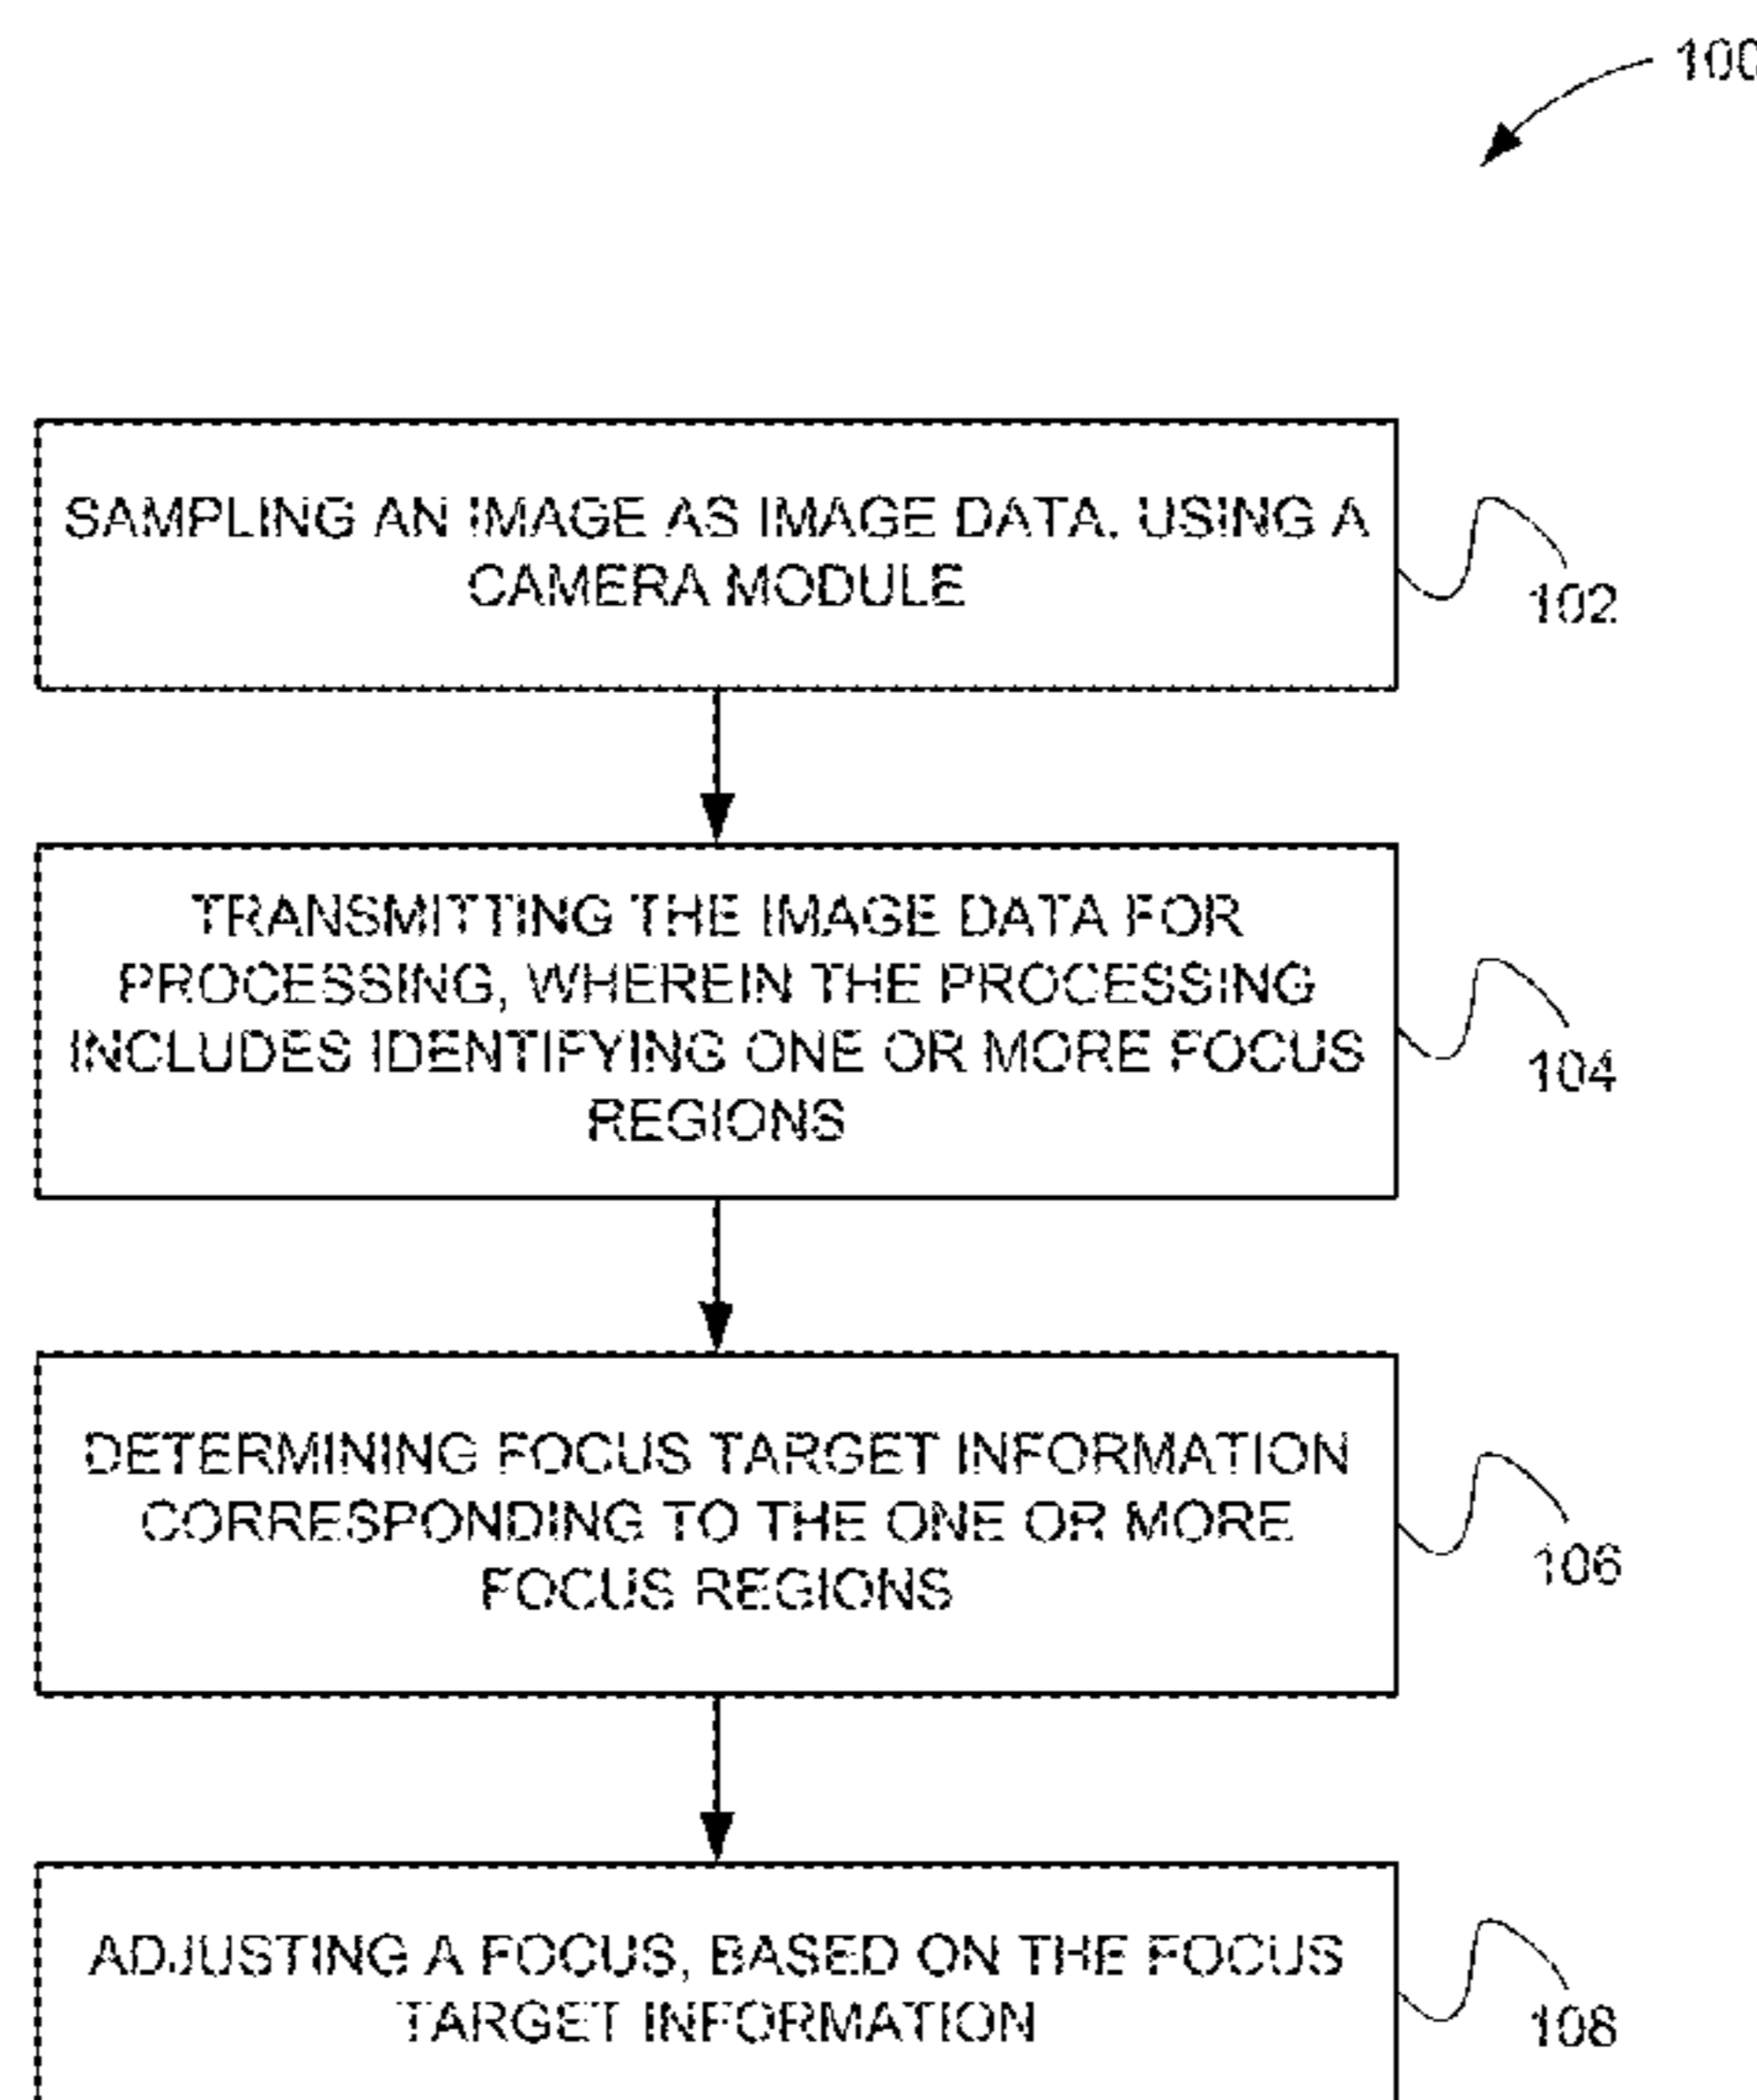 100
SAMPLING AN IMAGE AS IMAGE DATA, USING A
CAMERA MODULE
102
TRANSMITTING THE IMAGE DATA FOR
PROCESSING, WHEREIN THE PROCESSING
INCLUDES IDENTIFYING ONE OR MORE FOCUS
REGIONS
104
DETERMINING FOCUS TARGET INFORMATION
CORRESPONDING TO THE ONE OR MORE
FOCUS REGIONS
106
ADJUSTING A FOCUS, BASED ON THE FOCUS
TARGET INFORMATION
108